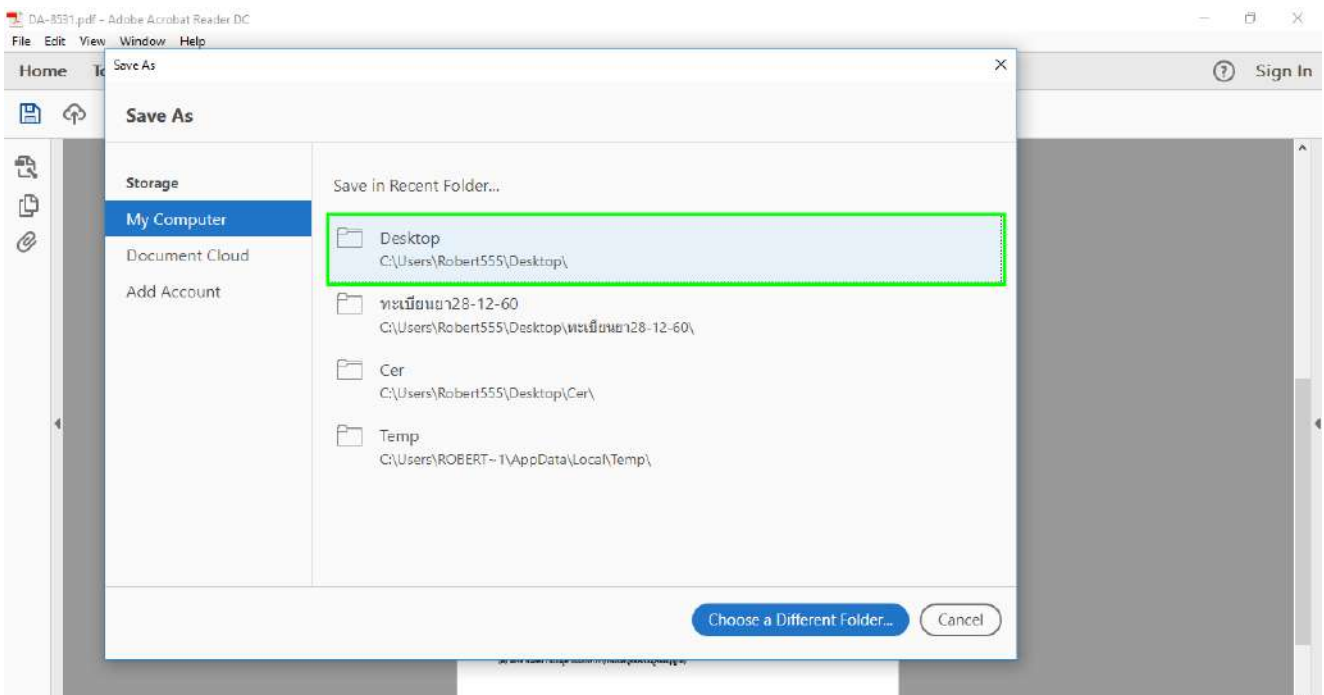 DA-8531.pdf - Adobe Acrobat Reader DC
File Edit View Window Help
Home To
Sign In
Save As
Save As
Storage
My Computer
Document Cloud
Add Account
Save in Recent Folder...
Desktop
C:\Users\Robert555\Desktop\
ทะเบียนยา28-12-60
C:\Users\Robert555\Desktop\ทะเบียนยา28-12-60\
Cer
C:\Users\Robert555\Desktop\Cer\
Temp
C:\Users\ROBERT~1\AppData\Local\Temp\
Choose a Different Folder...
Cancel